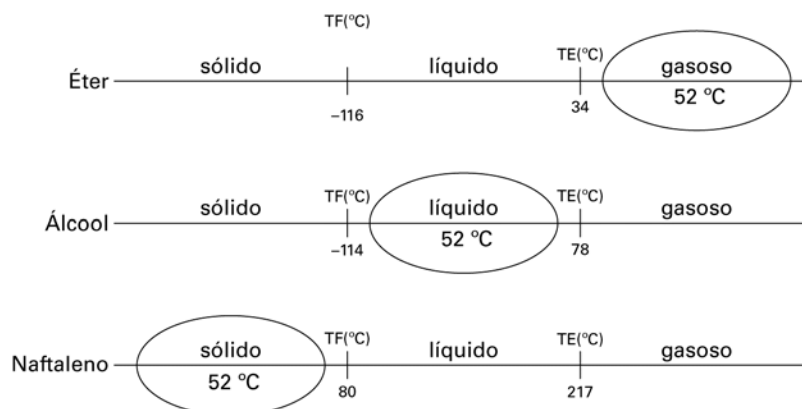 TF(°C)
sólido líquido TE(°C) gasoso
Éter
–116 34 52 °C
sólido TF(°C) líquido TE(°C) gasoso
Álcool
–114 52 °C 78
sólido TF(°C) líquido TE(°C) gasoso
Naftaleno
52 °C 80 217